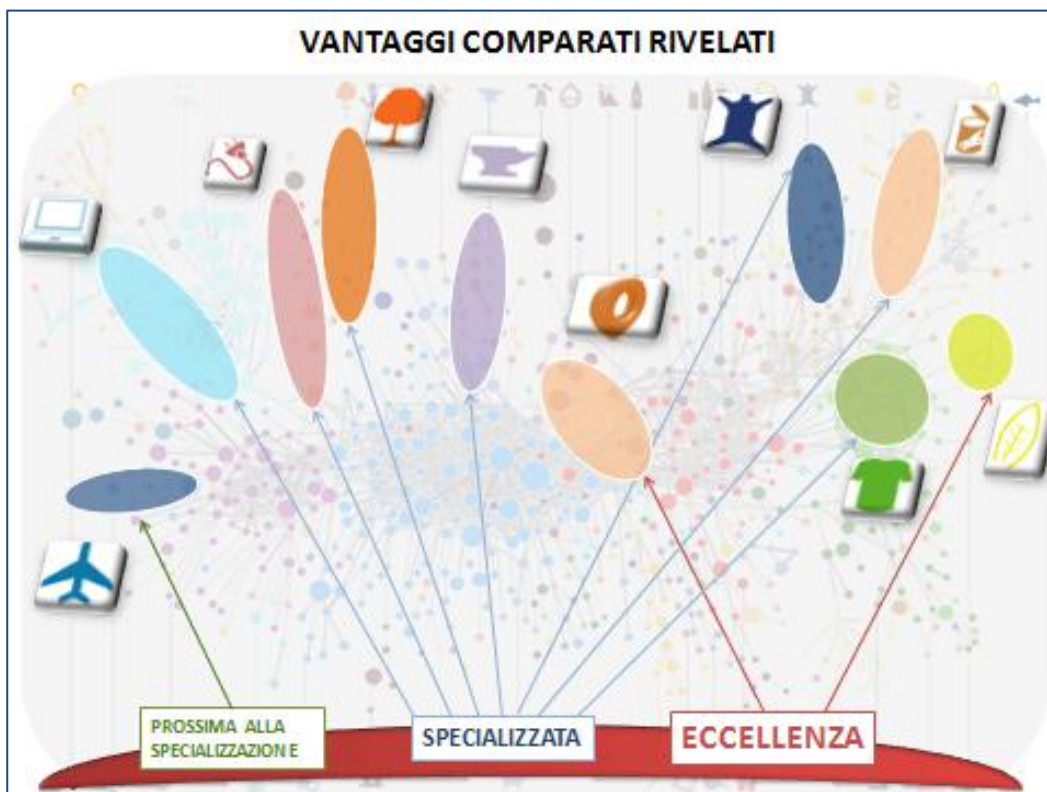 VANTAGGI COMPARATI RIVELATI
PROSSIMA ALLA
SPECIALIZZAZIONE
SPECIALIZZATA
ECCELLENZA